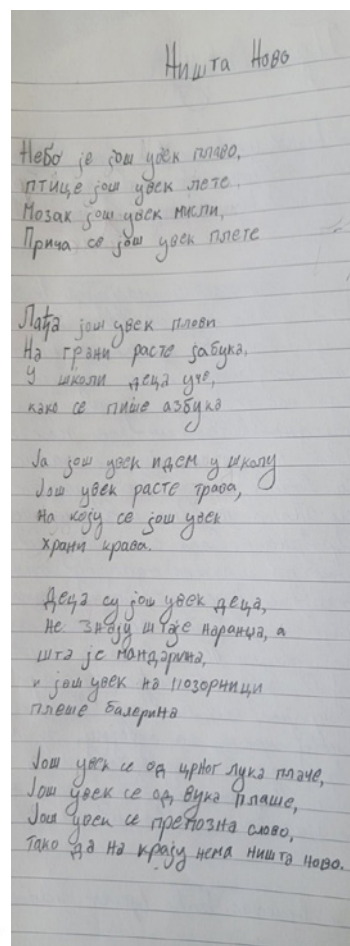 Ништа Ново
Небо је још увек плаво,
птице још увек лете.
Мозак још увек мисли,
Прича се још увек плете
Лађа још увек плови
На грани расте јабука,
У школи деца уче,
како се пише азбука
Ја још увек идем у школу
Још увек расте трава,
на коју се још увек
храни крава.
Деца су још увек деца,
не знају штаје наранџа, а
шта је мандарина,
и још увек на позорници
плеше балерина
Још увек се од црног лука плаче,
Још увек се од вука плаше,
Још увек се препозна слово,
тако да на крају нема ништа ново.